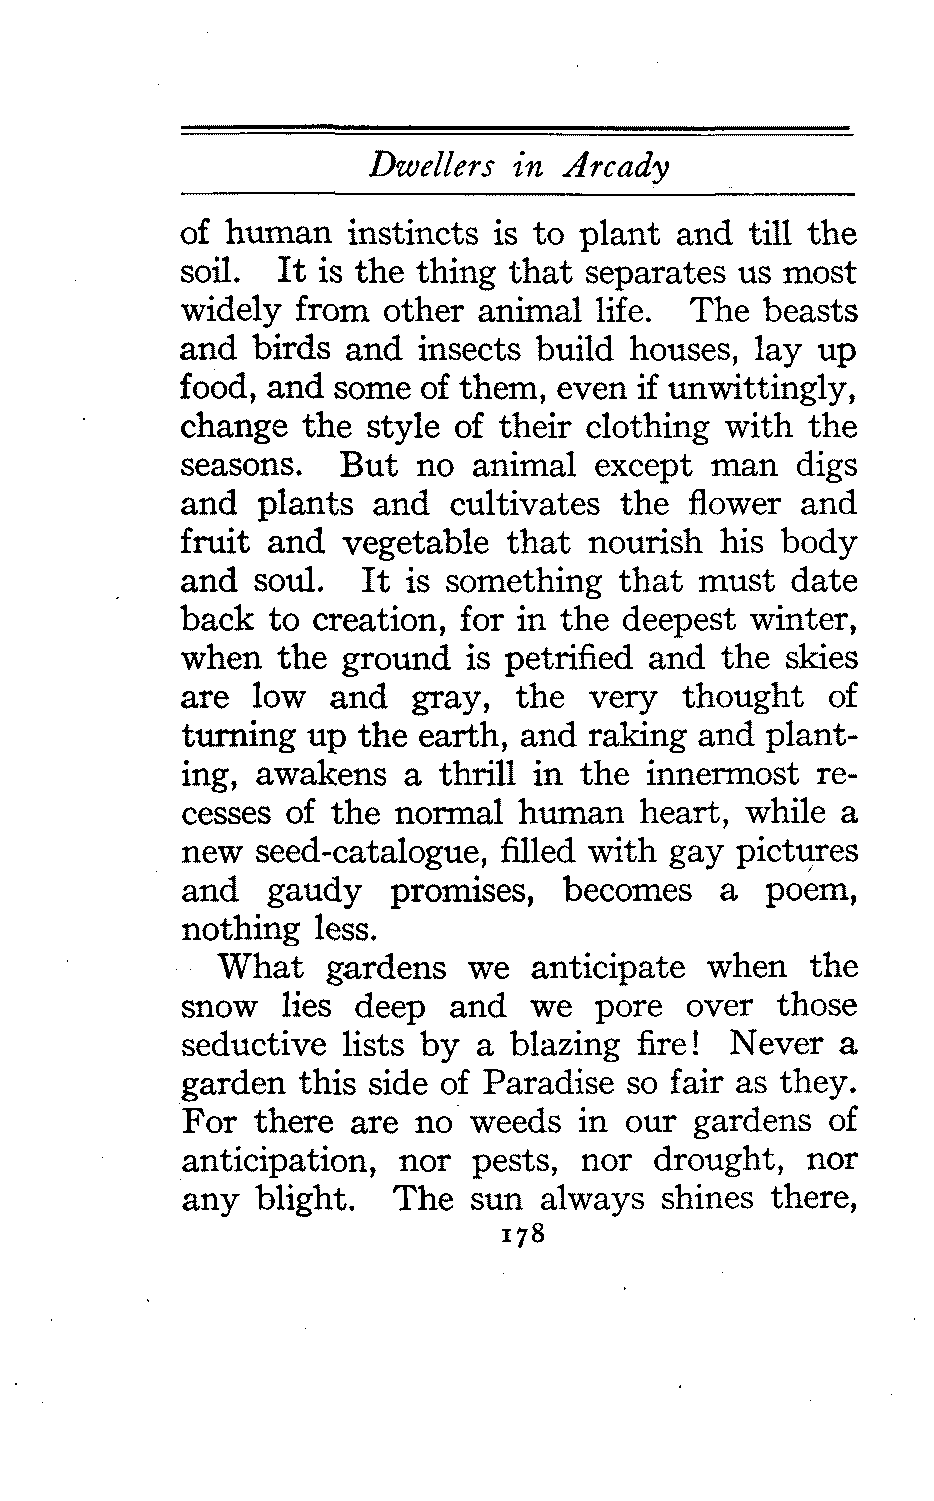 Dwellers in Arcady
of human instincts is to plant and till the
soil. It is the thing that separates us most
widely from other animal life. The beasts
and birds and insects build houses, lay up
food, and some of them, even if unwittingly,
change the style of their clothing with the
seasons. But no animal except man digs
and plants and cultivates the flower and
fruit and vegetable that nourish his body
and soul. It is something that must date
back to creation, for in the deepest winter,
when the ground is petrified and the skies
are low and gray, the very thought of
turning up the earth, and raking and plant-
ing, awakens a thrill in the innermost re-
cesses of the normal human heart, while a
new seed-catalogue, filled with gay pictures
and gaudy promises, becomes a poem,
nothing less.
What gardens we anticipate when the
snow lies deep and we pore over those
seductive lists by a blazing fire! Never a
garden this side of Paradise so fair as they.
For there are no weeds in our gardens of
anticipation, nor pests, nor drought, nor
any blight. The sun always shines there,
178